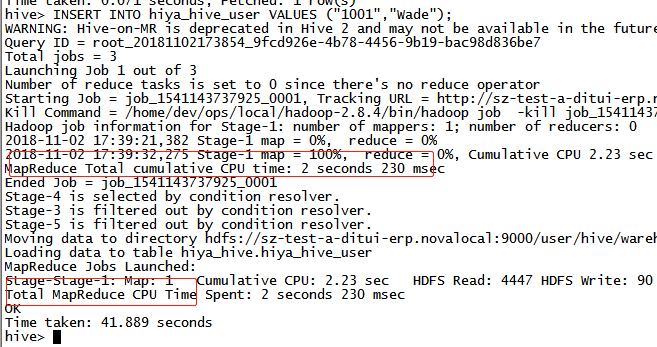 Time taken: 0.071 seconds, Fetched: 1 row(s)
hive> INSERT INTO hiya_hive_user VALUES ("1001","Wade");
WARNING: Hive-on-MR is deprecated in Hive 2 and may not be available in the future
Query ID = root_20181102173854_9fcd926e-4b78-4456-9b19-bac98d836be7
Total jobs = 3
Launching Job 1 out of 3
Number of reduce tasks is set to 0 since there's no reduce operator
Starting Job = job_1541143737925_0001, Tracking URL = http://sz-test-a-ditui-erp.n
Kill Command = /home/dev/ops/local/hadoop-2.8.4/bin/hadoop job  -kill job_15411437
Hadoop job information for Stage-1: number of mappers: 1; number of reducers: 0
2018-11-02 17:39:21,382 Stage-1 map = 0%,  reduce = 0%
2018-11-02 17:39:32,275 Stage-1 map = 100%,  reduce = 0%, Cumulative CPU 2.23 sec
MapReduce Total cumulative CPU time: 2 seconds 230 msec
Ended Job = job_1541143737925_0001
Stage-4 is selected by condition resolver.
Stage-3 is filtered out by condition resolver.
Stage-5 is filtered out by condition resolver.
Moving data to directory hdfs://sz-test-a-ditui-erp.novalocal:9000/user/hive/wareh
Loading data to table hiya_hive.hiya_hive_user
MapReduce Jobs Launched:
Stage-Stage-1: Map: 1   Cumulative CPU: 2.23 sec   HDFS Read: 4447 HDFS Write: 90
Total MapReduce CPU Time Spent: 2 seconds 230 msec
OK
Time taken: 41.889 seconds
hive>